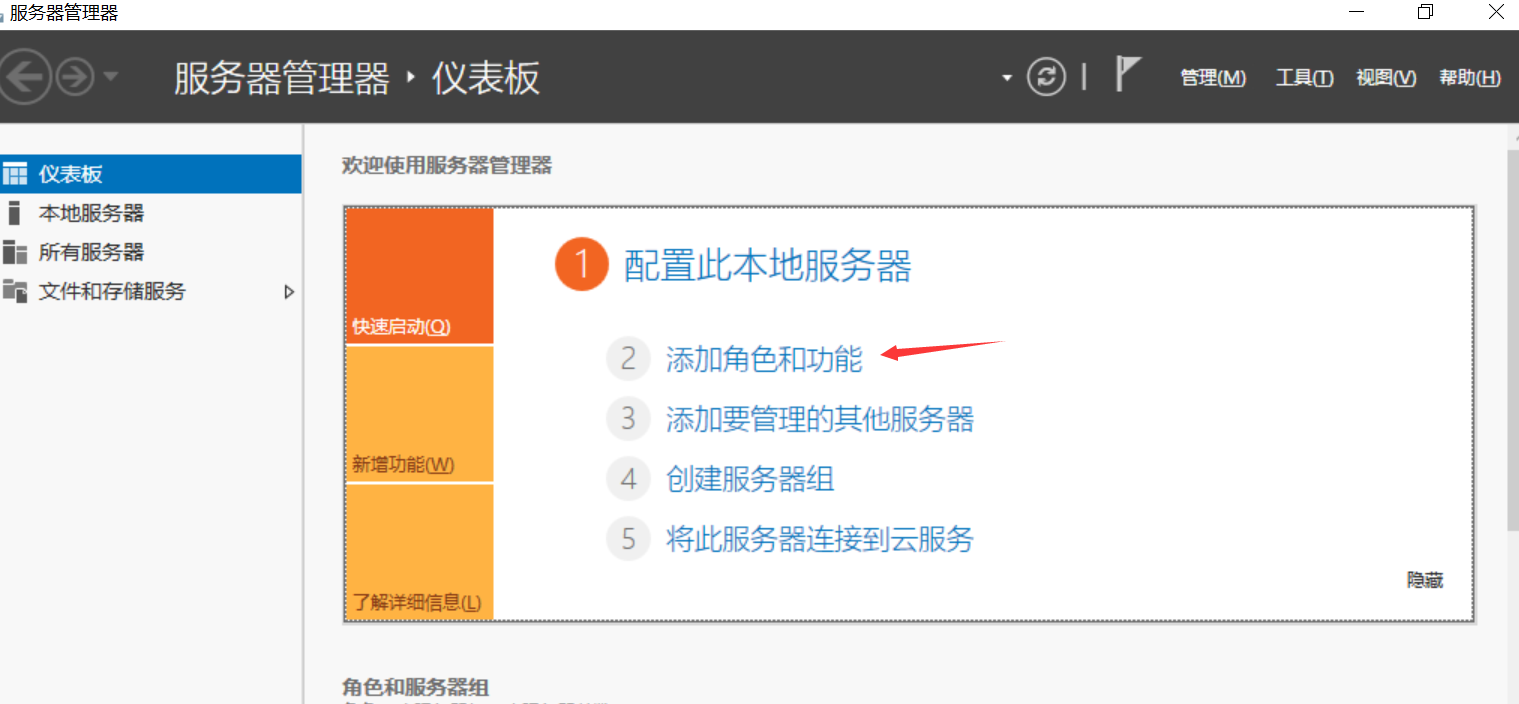 服务器管理器
服务器管理器 · 仪表板
管理(M) 工具(T) 视图(V) 帮助(H)
仪表板
本地服务器
所有服务器
文件和存储服务
欢迎使用服务器管理器
快速启动(Q)
新增功能(W)
了解详细信息(L)
1 配置此本地服务器
2 添加角色和功能
3 添加要管理的其他服务器
4 创建服务器组
5 将此服务器连接到云服务
隐藏
角色和服务器组